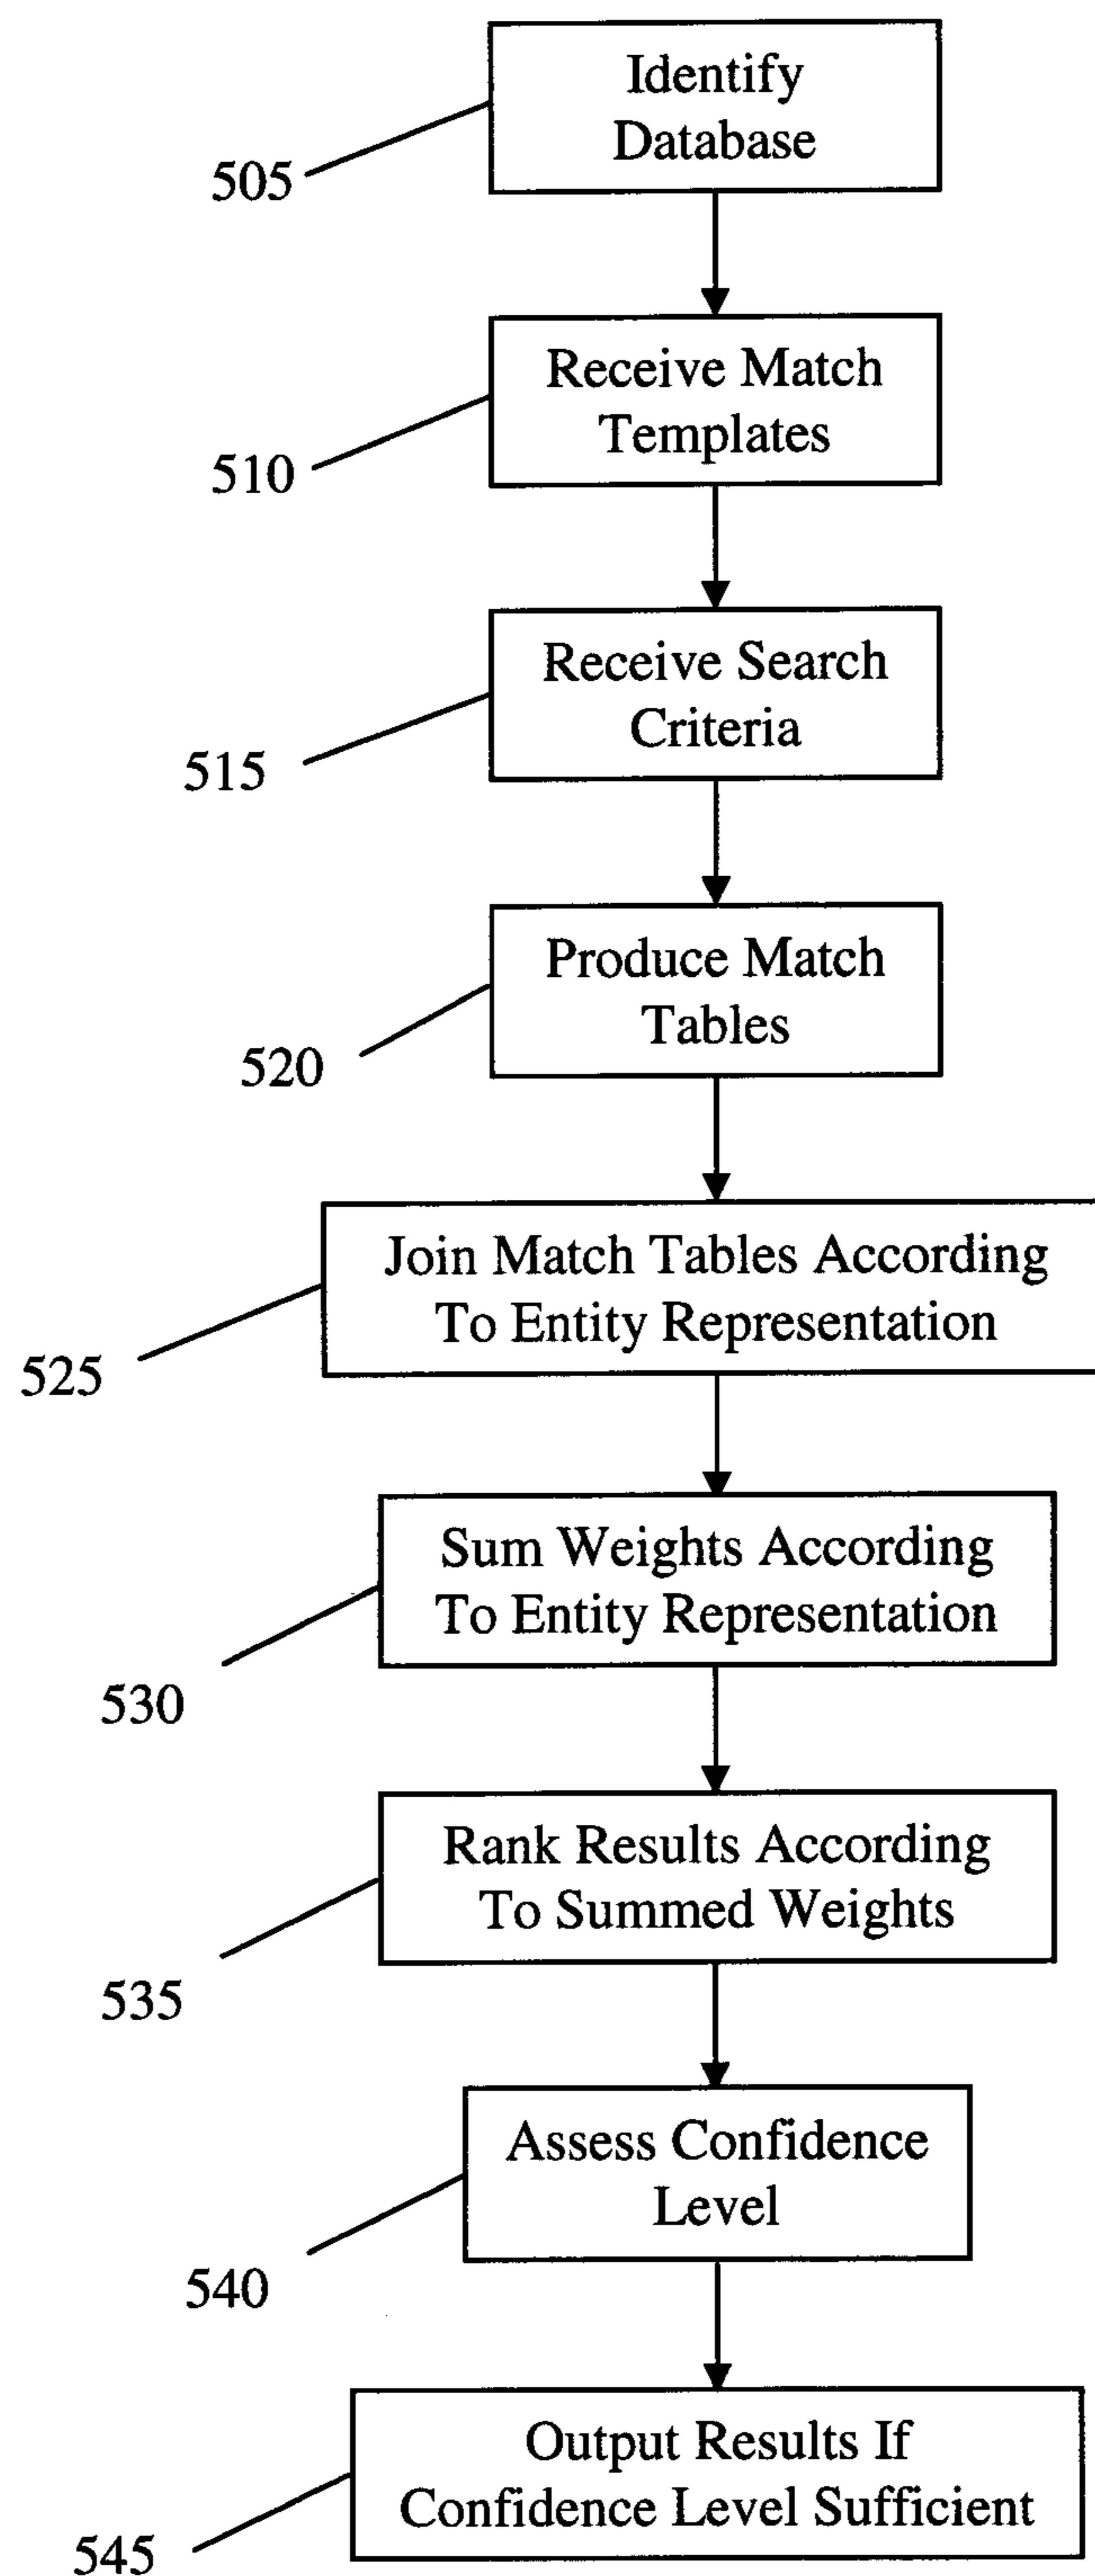 Identify
Database
505
Receive Match
Templates
510
Receive Search
Criteria
515
Produce Match
Tables
520
Join Match Tables According
To Entity Representation
525
Sum Weights According
To Entity Representation
530
Rank Results According
To Summed Weights
535
Assess Confidence
Level
540
Output Results If
Confidence Level Sufficient
545